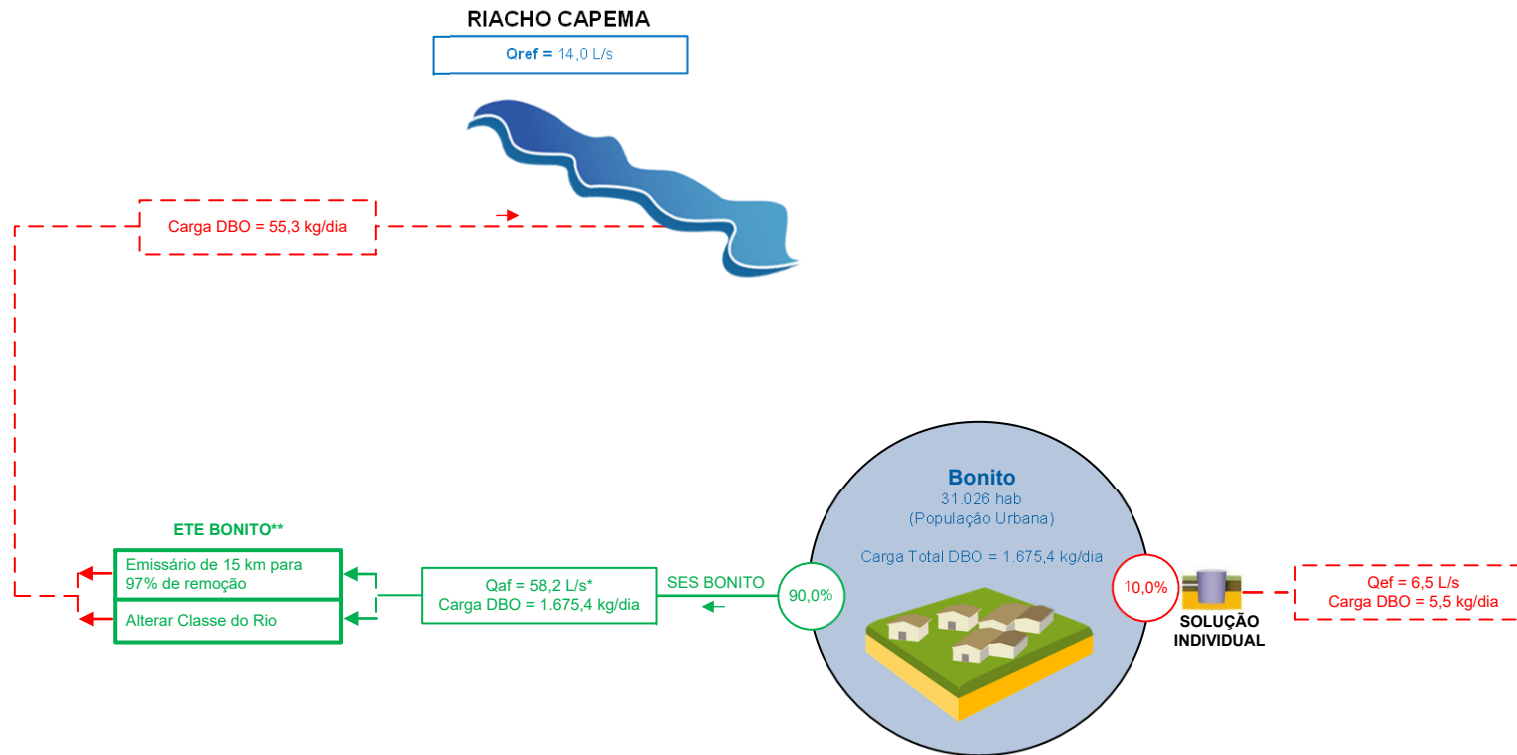 RIACHO CAPEMA
Qref = 14,0 L/s
Carga DBO = 55,3 kg/dia
Bonito
31.026 hab
(População Urbana)
Carga Total DBO = 1.675,4 kg/dia
ETE BONITO**
Emissário de 15 km para
97% de remoção
Alterar Classe do Rio
Qaf = 58,2 L/s*
Carga DBO = 1.675,4 kg/dia
SES BONITO
90,0%
10,0%
SOLUÇÃO
INDIVIDUAL
Qef = 6,5 L/s
Carga DBO = 5,5 kg/dia